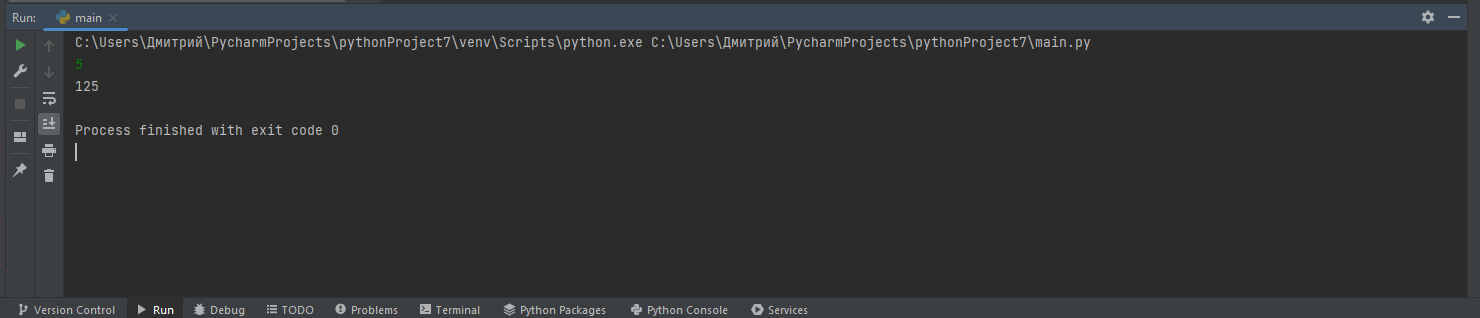 Run: main
C:\Users\Дмитрий\PycharmProjects\pythonProject7\venv\Scripts\python.exe C:\Users\Дмитрий\PycharmProjects\pythonProject7\main.py
5
125
Process finished with exit code 0
Version Control Run Debug TODO Problems Terminal Python Packages Python Console Services